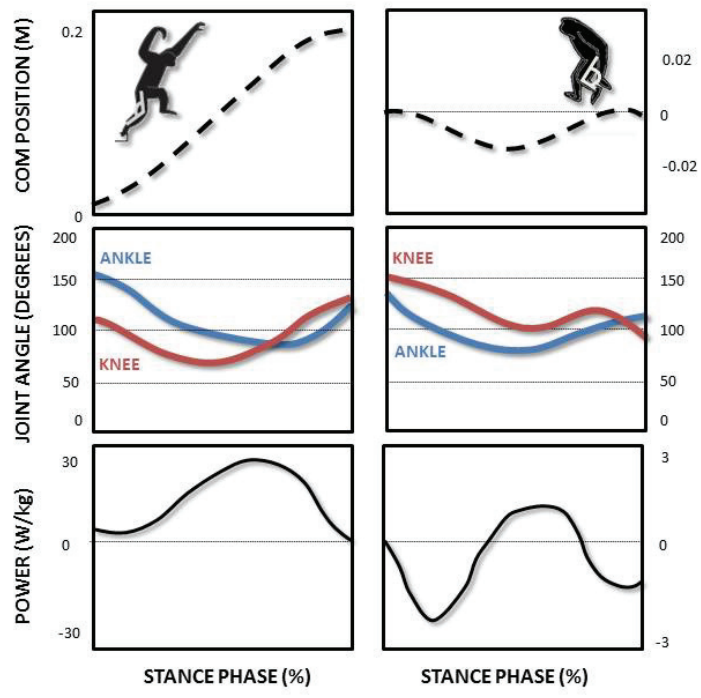 COM POSITION (M)
0.2
0
0.02
0
-0.02
JOINT ANGLE (DEGREES)
200
150
100
50
0
ANKLE
KNEE
KNEE
ANKLE
200
150
100
50
0
POWER (W/kg)
30
0
-30
3
0
-3
STANCE PHASE (%)
STANCE PHASE (%)